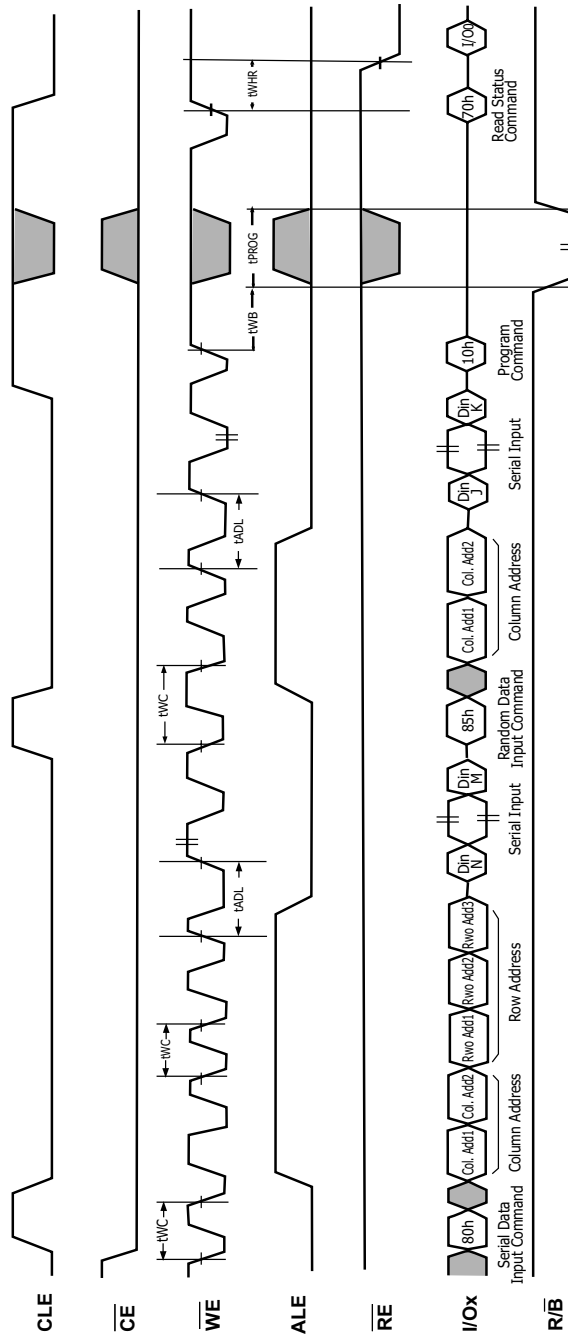 CLE
CE
WE
tWC
tWC
tADL
tWC
tADL
tWB
tPROG
tWHR
ALE
RE
I/Ox
80h
Col. Add1
Col. Add2
Rwo Add1
Rwo Add2
Rwo Add3
Din
N
Din
M
85h
Col. Add1
Col. Add2
Din
J
Din
K
10h
70h
I/O0
Serial Data
Input Command
Column Address
Row Address
Serial Input
Random Data
Input Command
Column Address
Serial Input
Program
Command
Read Status
Command
R/B